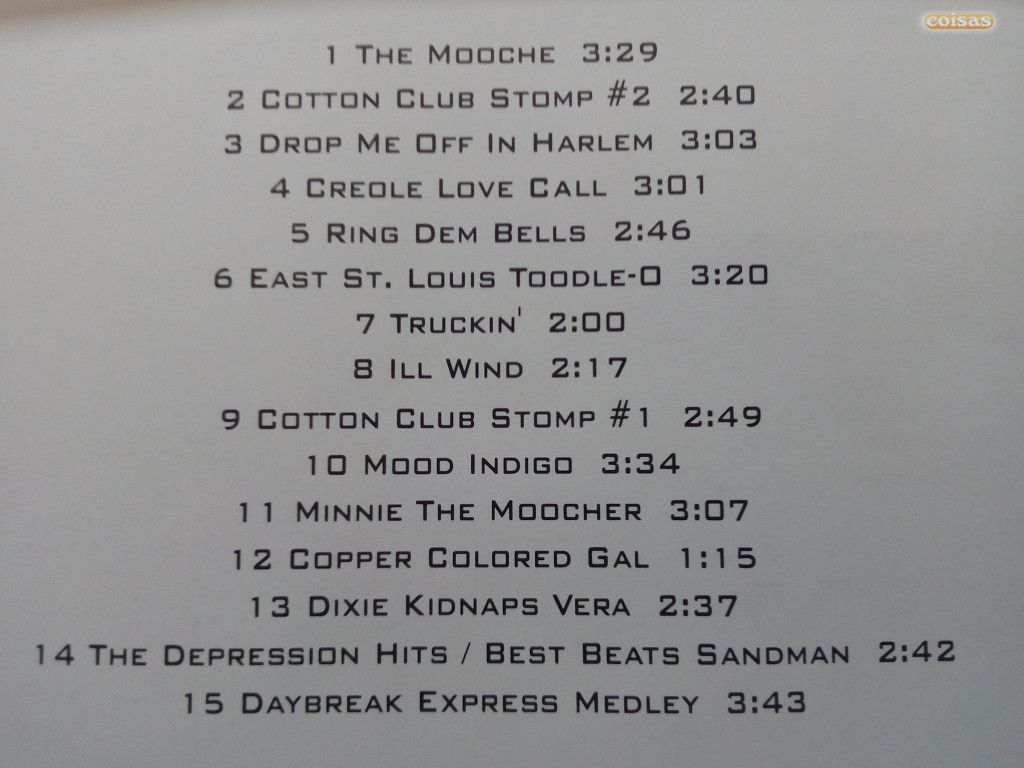 coisas
1 The Mooche 3:29
2 Cotton Club Stomp #2 2:40
3 Drop Me Off In Harlem 3:03
4 Creole Love Call 3:01
5 Ring Dem Bells 2:46
6 East St. Louis Toodle-O 3:20
7 Truckin' 2:00
8 Ill Wind 2:17
9 Cotton Club Stomp #1 2:49
10 Mood Indigo 3:34
11 Minnie The Moocher 3:07
12 Copper Colored Gal 1:15
13 Dixie Kidnaps Vera 2:37
14 The Depression Hits / Best Beats Sandman 2:42
15 Daybreak Express Medley 3:43